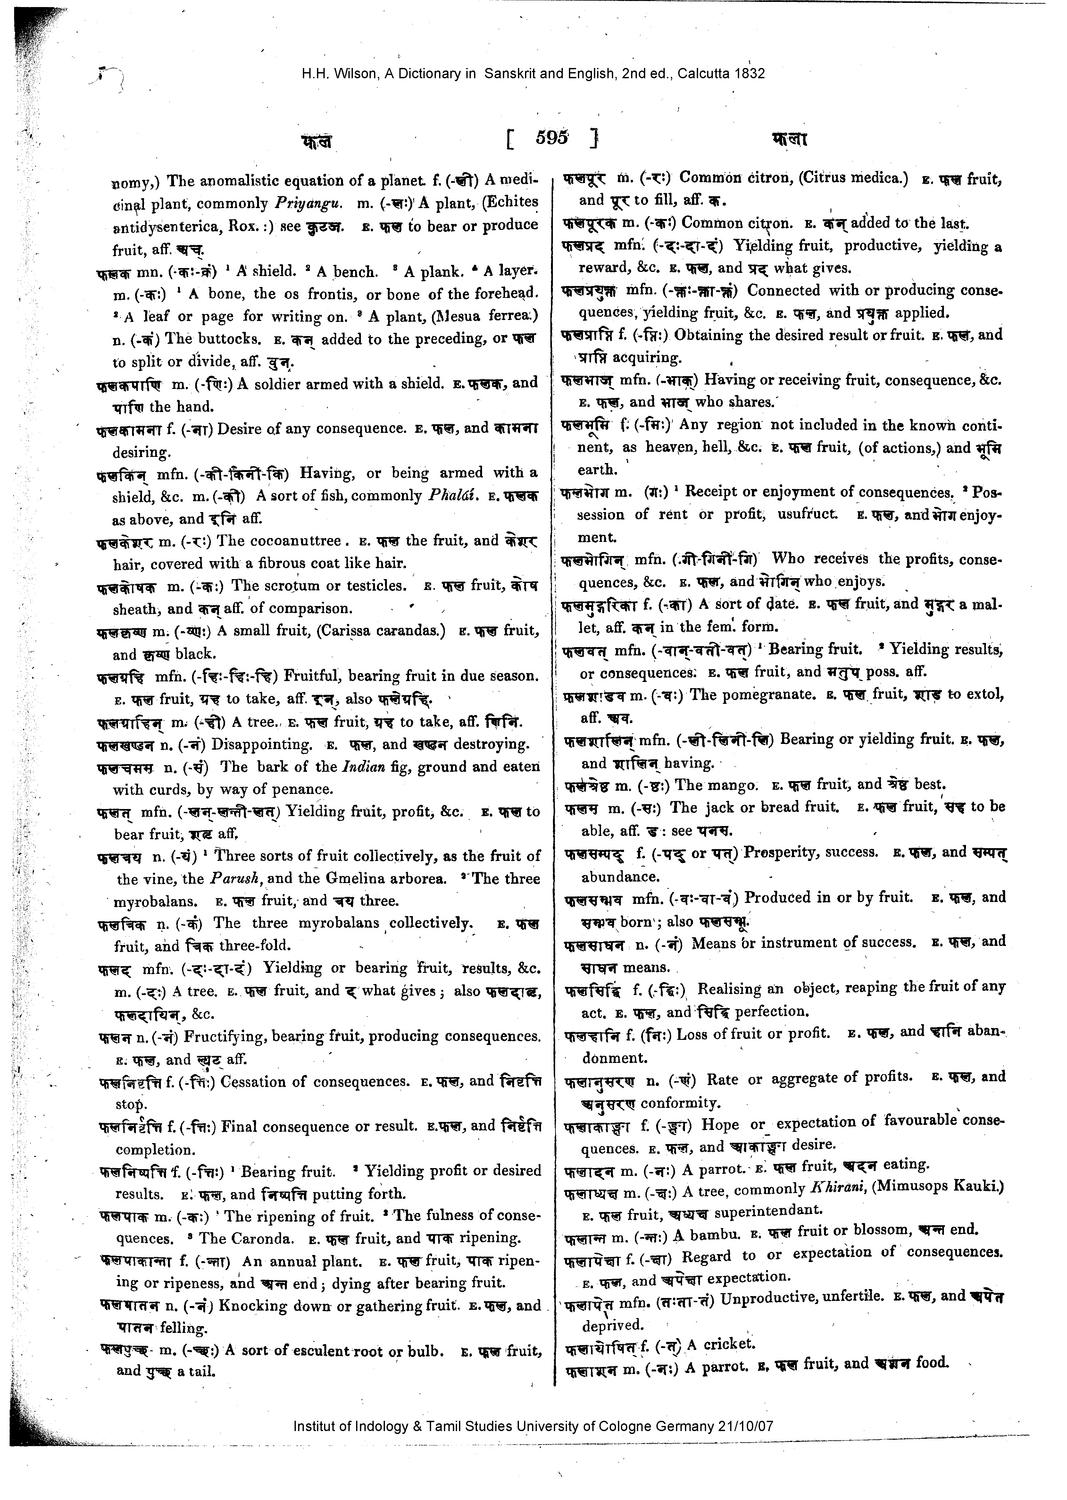 H.H. Wilson, A Dictionary in Sanskrit and English, 2nd ed., Calcutta 1832
फल [ 595 ] फला
nomy,) The anomalistic equation of a planet. f. (-ली) A medi-
cinal plant, commonly Priyangu. m. (-लः) A plant, (Echites
antidysenterica, Rox.:) see कुटज. E. फल to bear or produce
fruit, aff. अच्.
फलक mn. (-कः-कं) ¹ A shield. ² A bench. ³ A plank. ⁴ A layer.
m. (-कः) ¹ A bone, the os frontis, or bone of the forehead.
² A leaf or page for writing on. ³ A plant, (Mesua ferrea.)
n. (-कं) The buttocks. E. कन् added to the preceding, or फल
to split or divide, aff. वुन्.
फलकपाणि m. (-णिः) A soldier armed with a shield. E. फलक, and
पाणि the hand.
फलकामना f. (-ना) Desire of any consequence. E. फल, and कामना
desiring.
फलकिन् mfn. (-की-किनी-कि) Having, or being armed with a
shield, &c. m. (-की) A sort of fish, commonly Phalái. E. फलक
as above, and इनि aff.
फलकेशर m. (-रः) The cocoanuttree. E. फल the fruit, and केशर
hair, covered with a fibrous coat like hair.
फलकोषक m. (-कः) The scrotum or testicles. E. फल fruit, कोष
sheath, and कन् aff. of comparison.
फलकृष्ण m. (-ष्णः) A small fruit, (Carissa carandas.) E. फल fruit,
and कृष्ण black.
फलग्रहि mfn. (-हिः-हिः-हि) Fruitful, bearing fruit in due season.
E. फल fruit, ग्रह to take, aff. इन्, also फलेग्रहि.
फलग्राहिन् m. (-ही) A tree. E. फल fruit, ग्रह to take, aff. णिनि.
फलखण्डन n. (-नं) Disappointing. E. फल, and खण्डन destroying.
फलचमस n. (-सं) The bark of the Indian fig, ground and eaten
with curds, by way of penance.
फलत् mfn. (-लन्-लन्ती-लत्) Yielding fruit, profit, &c. E. फल to
bear fruit, शतृ aff.
फलत्रय n. (-यं) ¹ Three sorts of fruit collectively, as the fruit of
the vine, the Parush, and the Gmelina arborea. ² The three
myrobalans. E. फल fruit, and त्रय three.
फलत्रिक n. (-कं) The three myrobalans collectively. E. फल
fruit, and त्रिक three-fold.
फलद mfn. (-दः-दा-दं) Yielding or bearing fruit, results, &c.
m. (-दः) A tree. E. फल fruit, and द what gives; also फलदातृ,
फलदायिन्, &c.
फलन n. (-नं) Fructifying, bearing fruit, producing consequences.
E. फल, and ल्युट् aff.
फलनिवृत्ति f. (-त्तिः) Cessation of consequences. E. फल, and निवृत्ति
stop.
फलनिर्वृत्ति f. (-त्तिः) Final consequence or result. E. फल, and निर्वृत्ति
completion.
फलनिष्पत्ति f. (-त्तिः) ¹ Bearing fruit. ² Yielding profit or desired
results. E. फल, and निष्पत्ति putting forth.
फलपाक m. (-कः) ¹ The ripening of fruit. ² The fulness of conse-
quences. ³ The Caronda. E. फल fruit, and पाक ripening.
फलपाकान्ता f. (-न्ता) An annual plant. E. फल fruit, पाक ripen-
ing or ripeness, and अन्त end; dying after bearing fruit.
फलपातन n. (-नं) Knocking down or gathering fruit. E. फल, and
पातन felling.
फलपुच्छ m. (-च्छः) A sort of esculent root or bulb. E. फल fruit,
and पुच्छ a tail.
फलपूर m. (-रः) Common citron, (Citrus medica.) E. फल fruit,
and पूर to fill, aff. क.
फलपूरक m. (-कः) Common citron. E. कन् added to the last.
फलप्रद mfn. (-दः-दा-दं) Yielding fruit, productive, yielding a
reward, &c. E. फल, and प्रद what gives.
फलप्रयुक्त mfn. (-क्तः-क्ता-क्तं) Connected with or producing conse-
quences, yielding fruit, &c. E. फल, and प्रयुक्त applied.
फलप्राप्ति f. (-प्तिः) Obtaining the desired result or fruit. E. फल, and
प्राप्ति acquiring.
फलभाज् mfn. (-भाक्) Having or receiving fruit, consequence, &c.
E. फल, and भाज् who shares.
फलभूमि f. (-मिः) Any region not included in the known conti-
nent, as heaven, hell, &c. E. फल fruit, (of actions,) and भूमि
earth.
फलभोग m. (गः) ¹ Receipt or enjoyment of consequences. ² Pos-
session of rent or profit, usufruct. E. फल, and भोग enjoy-
ment.
फलभोगिन् mfn. (-गी-गिनी-गि) Who receives the profits, conse-
quences, &c. E. फल, and भोगिन् who enjoys.
फलमुद्गरिका f. (-का) A sort of date. E. फल fruit, and मुद्गर a mal-
let, aff. कन् in the fem. form.
फलवत् mfn. (-वान्-वती-वत्) ¹ Bearing fruit. ² Yielding results,
or consequences. E. फल fruit, and मतुप् poss. aff.
फलशाडव m. (-वः) The pomegranate. E. फल fruit, शाड to extol,
aff. अव.
फलशालिन् mfn. (-ली-लिनी-लि) Bearing or yielding fruit. E. फल,
and शालिन् having.
फलश्रेष्ठ m. (-ष्ठः) The mango. E. फल fruit, and श्रेष्ठ best.
फलस m. (-सः) The jack or bread fruit. E. फल fruit, सह to be
able, aff. ड: see पनस.
फलसम्पद् f. (-पद् or पत्) Prosperity, success. E. फल, and सम्पत्
abundance.
फलसम्भव mfn. (-वः-वा-वं) Produced in or by fruit. E. फल, and
सम्भव born; also फलसम्भू.
फलसाधन n. (-नं) Means or instrument of success. E. फल, and
साधन means.
फलसिद्धि f. (-द्धिः) Realising an object, reaping the fruit of any
act. E. फल, and सिद्धि perfection.
फलहानि f. (निः) Loss of fruit or profit. E. फल, and हानि aban-
donment.
फलानुसरण n. (-णं) Rate or aggregate of profits. E. फल, and
अनुसरण conformity.
फलाकाङ्क्षा f. (-ङ्क्षा) Hope or expectation of favourable conse-
quences. E. फल, and आकाङ्क्षा desire.
फलादन m. (-नः) A parrot. E. फल fruit, अदन eating.
फलाध्यक्ष m. (-क्षः) A tree, commonly Khirani, (Mimusops Kauki.)
E. फल fruit, अध्यक्ष superintendant.
फलान्त m. (-न्तः) A bambu. E. फल fruit or blossom, अन्त end.
फलापेक्षा f. (-क्षा) Regard to or expectation of consequences.
E. फल, and अपेक्षा expectation.
फलापेत mfn. (तः-ता-तं) Unproductive, unfertile. E. फल, and अपेत
deprived.
फलायोषित् f. (-त्) A cricket.
फलाशन m. (-नः) A parrot. E. फल fruit, and अशन food.
Institut of Indology & Tamil Studies University of Cologne Germany 21/10/07